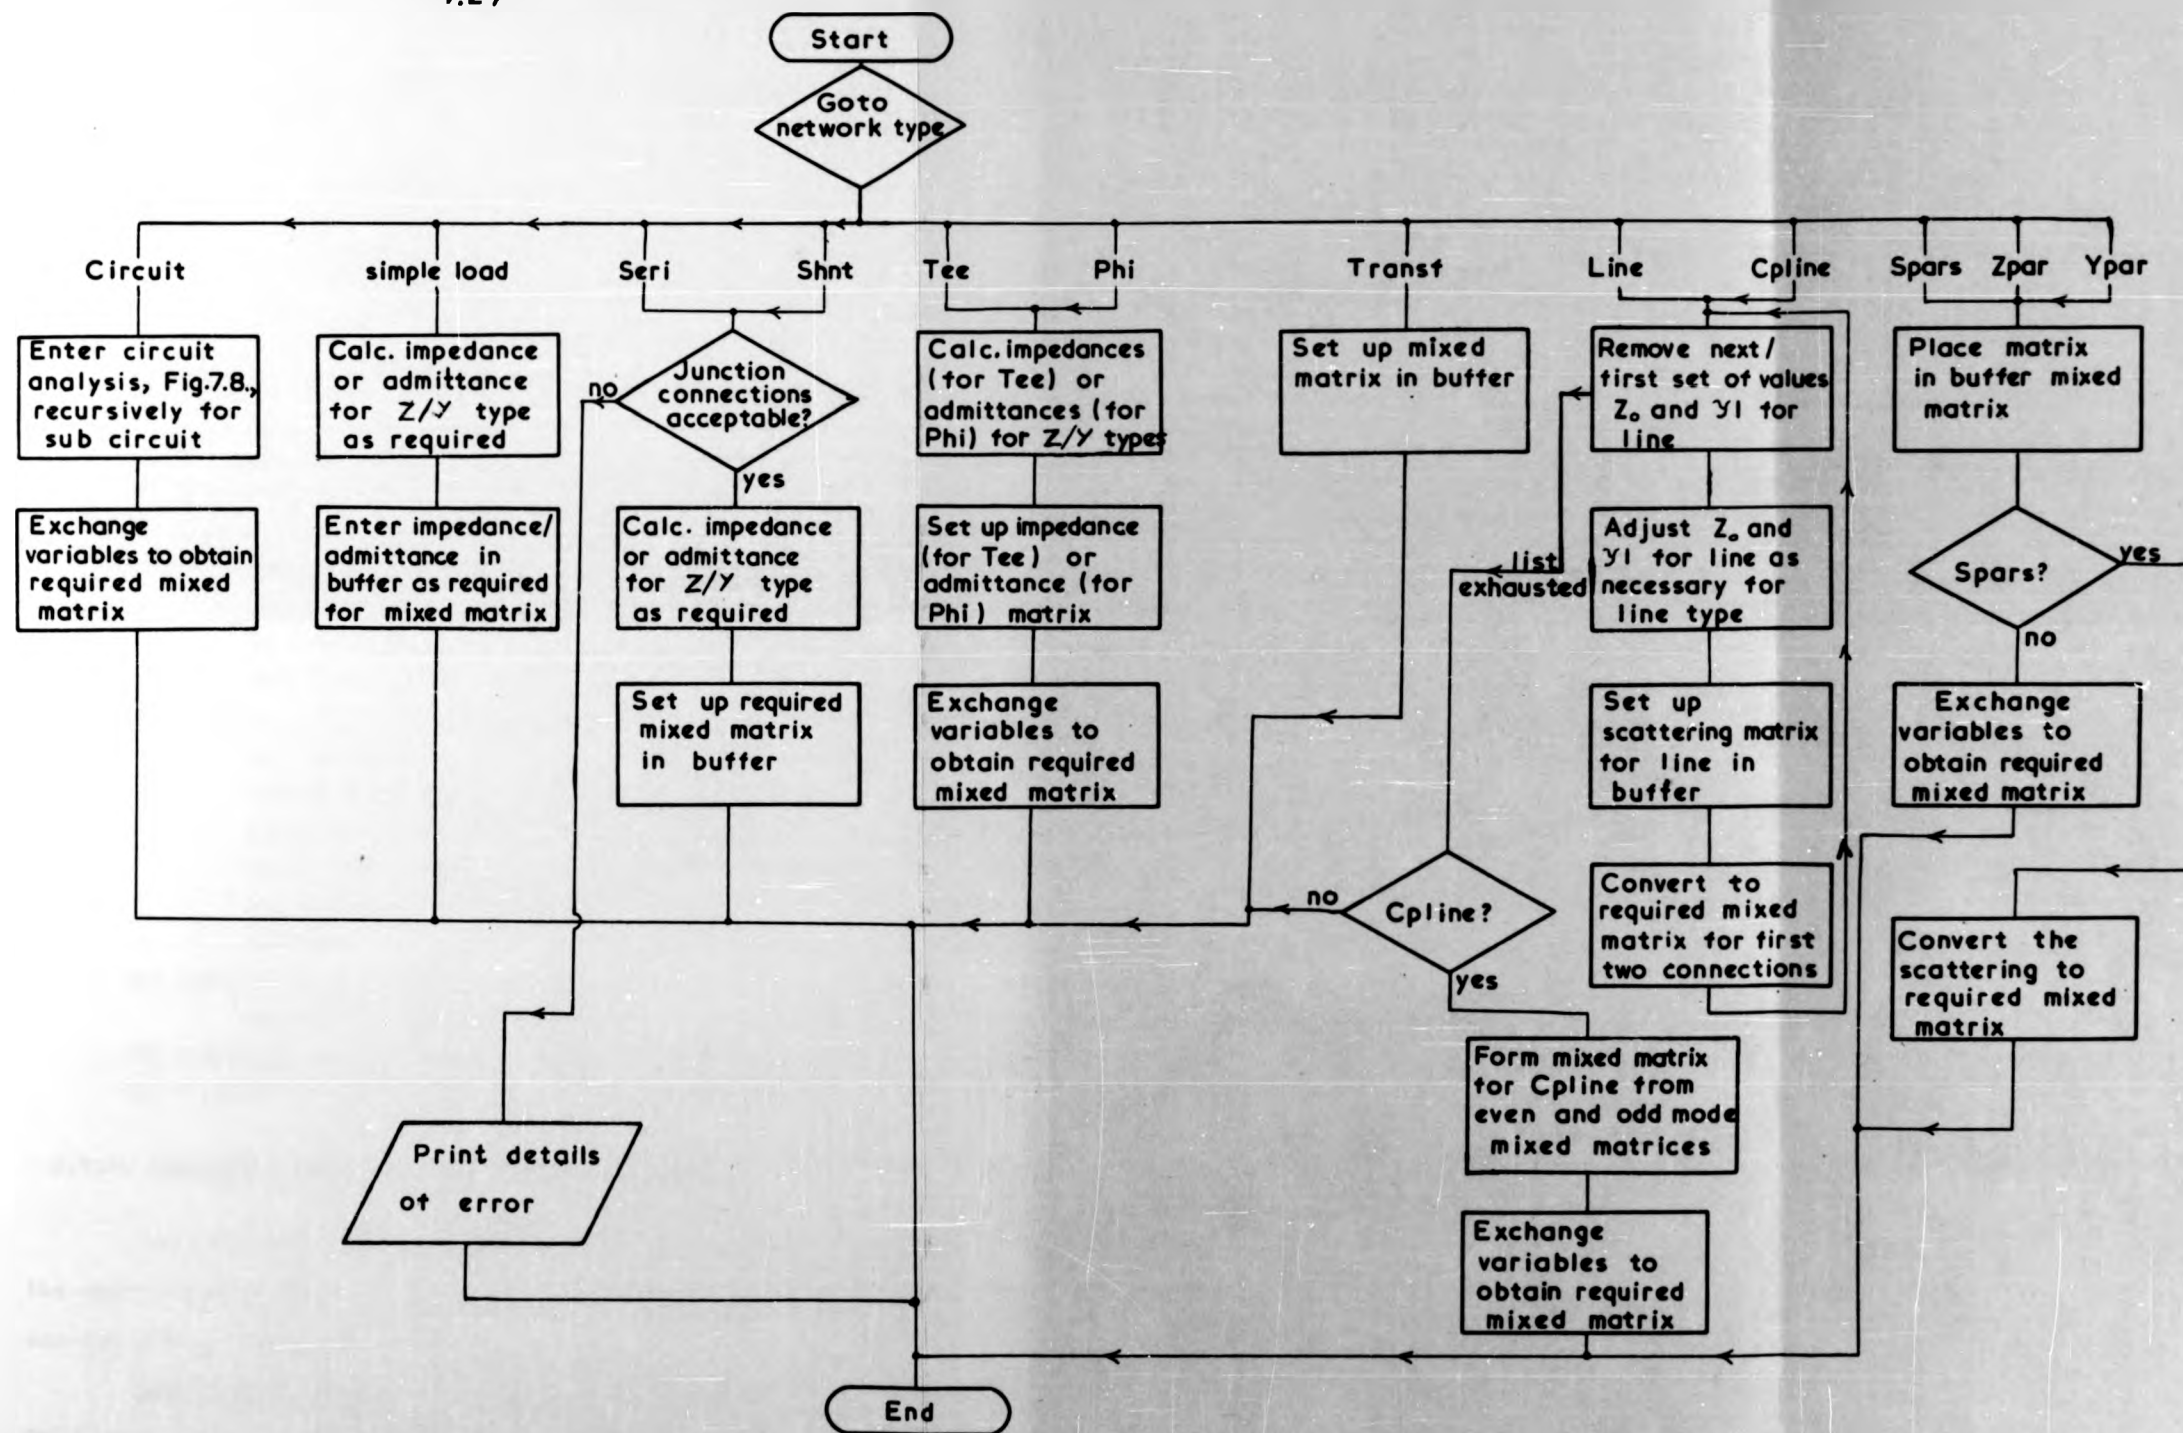 Start
Goto
network type
Circuit
simple load
Seri
Shnt
Tee
Phi
Transf
Line
Cpline
Spars
Zpar
Ypar
Enter circuit
analysis, Fig.7.8.,
recursively for
sub circuit
Exchange
variables to obtain
required mixed
matrix
Calc. impedance
or admittance
for Z/Y type
as required
Enter impedance/
admittance in
buffer as required
for mixed matrix
Junction
connections
acceptable?
no
yes
Calc. impedance
or admittance
for Z/Y type
as required
Set up required
mixed matrix
in buffer
Print details
of error
Calc. impedances
(for Tee) or
admittances (for
Phi) for Z/Y types
Set up impedance
(for Tee) or
admittance (for
Phi) matrix
Exchange
variables to
obtain required
mixed matrix
Set up mixed
matrix in buffer
Remove next/
first set of values
Z₀ and γl for
line
list
exhausted
Adjust Z₀ and
γl for line as
necessary for
line type
Set up
scattering matrix
for line in
buffer
Convert to
required mixed
matrix for first
two connections
Cpline?
no
yes
Form mixed matrix
for Cpline from
even and odd mode
mixed matrices
Exchange
variables to
obtain required
mixed matrix
Place matrix
in buffer mixed
matrix
Spars?
yes
no
Exchange
variables to
obtain required
mixed matrix
Convert the
scattering to
required mixed
matrix
End